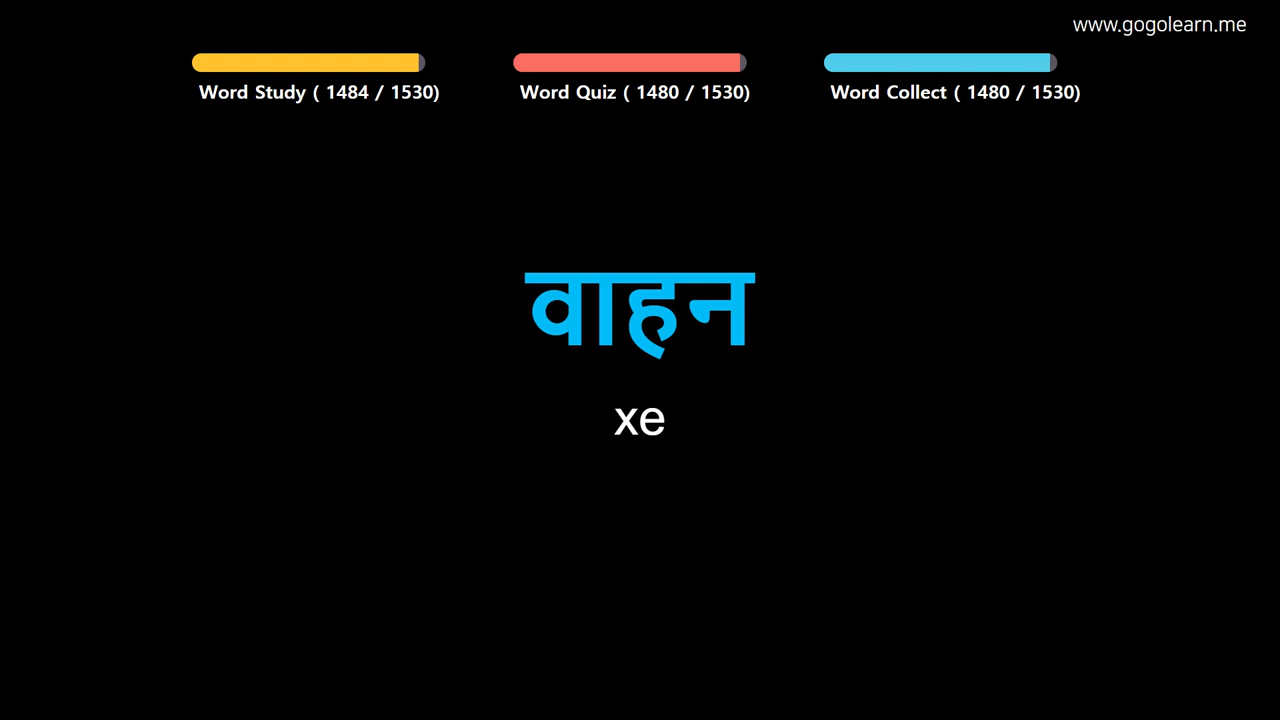 www.gogolearn.me
Word Study ( 1484 / 1530)
Word Quiz ( 1480 / 1530)
Word Collect ( 1480 / 1530)
वाहन
xe